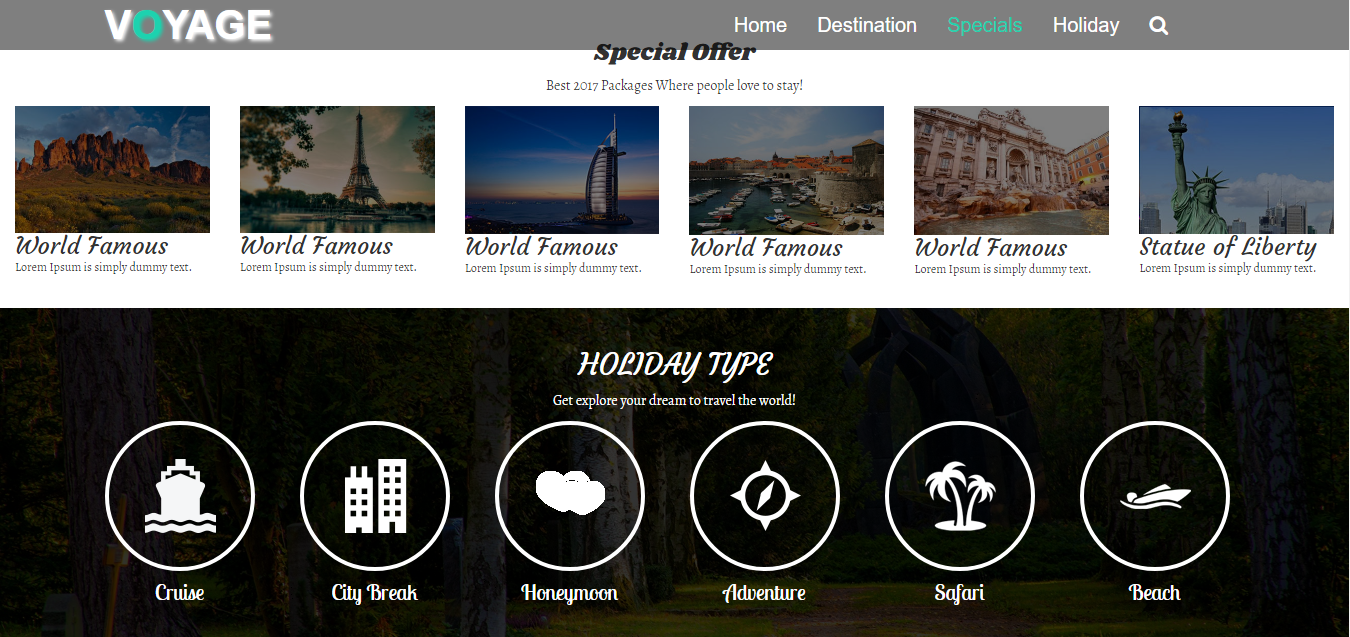 VOYAGE
Home Destination Specials Holiday
Special Offer
Best 2017 Packages Where people love to stay!
World Famous
Lorem Ipsum is simply dummy text.
World Famous
Lorem Ipsum is simply dummy text.
World Famous
Lorem Ipsum is simply dummy text.
World Famous
Lorem Ipsum is simply dummy text.
World Famous
Lorem Ipsum is simply dummy text.
Statue of Liberty
Lorem Ipsum is simply dummy text.
HOLIDAY TYPE
Get explore your dream to travel the world!
Cruise
City Break
Honeymoon
Adventure
Safari
Beach